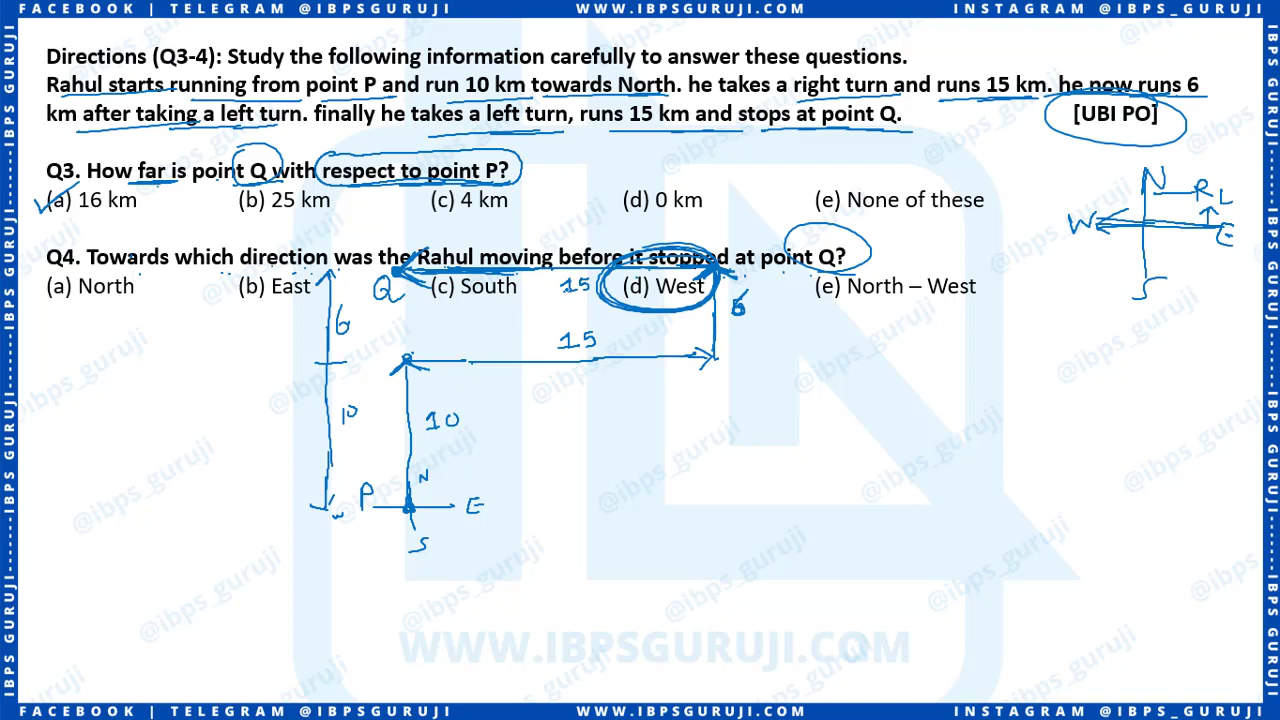 FACEBOOK | TELEGRAM @IBPSGURUJI WWW.IBPSGURUJI.COM INSTAGRAM @IBPS_GURUJI
Directions (Q3-4): Study the following information carefully to answer these questions.
Rahul starts running from point P and run 10 km towards North. he takes a right turn and runs 15 km. he now runs 6
km after taking a left turn. finally he takes a left turn, runs 15 km and stops at point Q. [UBI PO]
Q3. How far is point Q with respect to point P?
(a) 16 km (b) 25 km (c) 4 km (d) 0 km (e) None of these
N R L
W E
S
Q4. Towards which direction was the Rahul moving before it stopped at point Q?
(a) North (b) East (c) South (d) West (e) North – West
Q 15 6
6 15
10 10
N
P E
W
S
WWW.IBPSGURUJI.COM
@ibps_guruji
FACEBOOK | TELEGRAM @IBPSGURUJI WWW.IBPSGURUJI.COM INSTAGRAM @IBPS_GURUJI